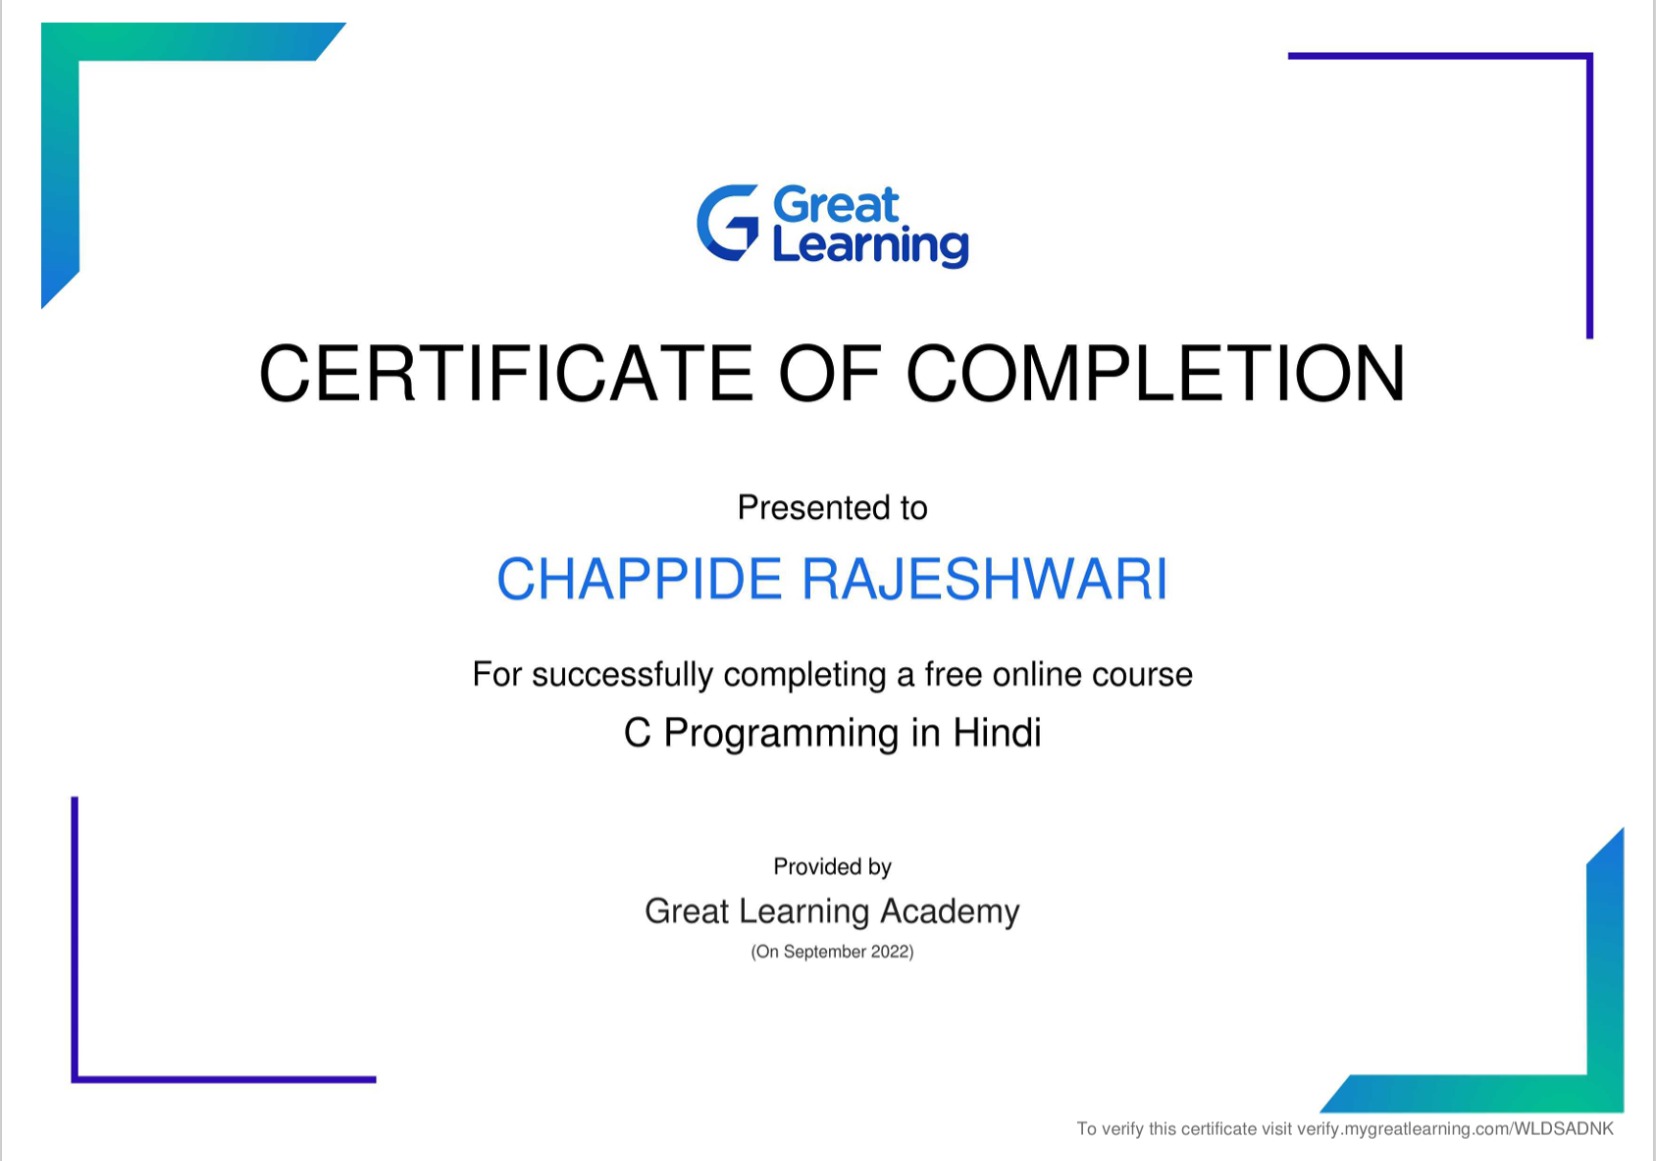 Great
Learning
CERTIFICATE OF COMPLETION
Presented to
CHAPPIDE RAJESHWARI
For successfully completing a free online course
C Programming in Hindi
Provided by
Great Learning Academy
(On September 2022)
To verify this certificate visit verify.mygreatlearning.com/WLDSADNK